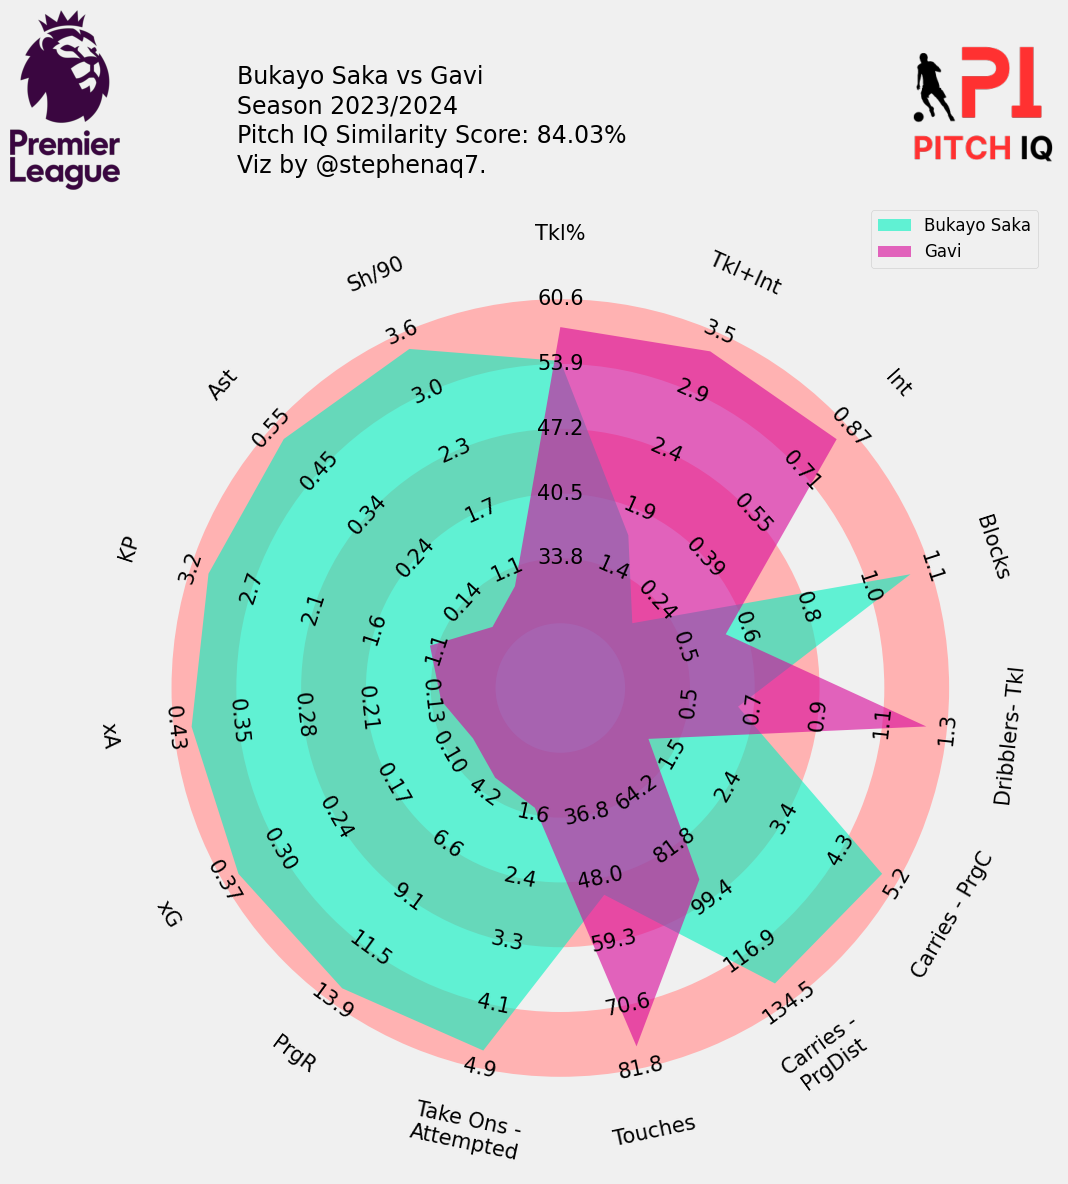 Premier
League
Bukayo Saka vs Gavi
Season 2023/2024
Pitch IQ Similarity Score: 84.03%
Viz by @stephenaq7.
PI
PITCH IQ
Bukayo Saka
Gavi
Tkl%
33.8
40.5
47.2
53.9
60.6
Tkl+Int
1.4
1.9
2.4
2.9
3.5
Int
0.24
0.39
0.55
0.71
0.87
Blocks
0.5
0.6
0.8
1.0
1.1
Dribblers- Tkl
0.5
0.7
0.9
1.1
1.3
Carries - PrgC
1.5
2.4
3.4
4.3
5.2
Carries -
PrgDist
64.2
81.8
99.4
116.9
134.5
Touches
36.8
48.0
59.3
70.6
81.8
Take Ons -
Attempted
1.6
2.4
3.3
4.1
4.9
PrgR
4.2
6.6
9.1
11.5
13.9
xG
0.10
0.17
0.24
0.30
0.37
xA
0.13
0.21
0.28
0.35
0.43
KP
1.1
1.6
2.1
2.7
3.2
Ast
0.14
0.24
0.34
0.45
0.55
Sh/90
1.1
1.7
2.3
3.0
3.6